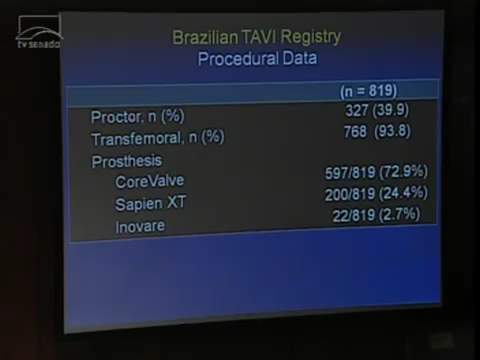 tv senado
Brazilian TAVI Registry
Procedural Data
(n = 819)
Proctor, n (%) 327 (39.9)
Transfemoral, n (%) 768 (93.8)
Prosthesis
CoreValve 597/819 (72.9%)
Sapien XT 200/819 (24.4%)
Inovare 22/819 (2.7%)